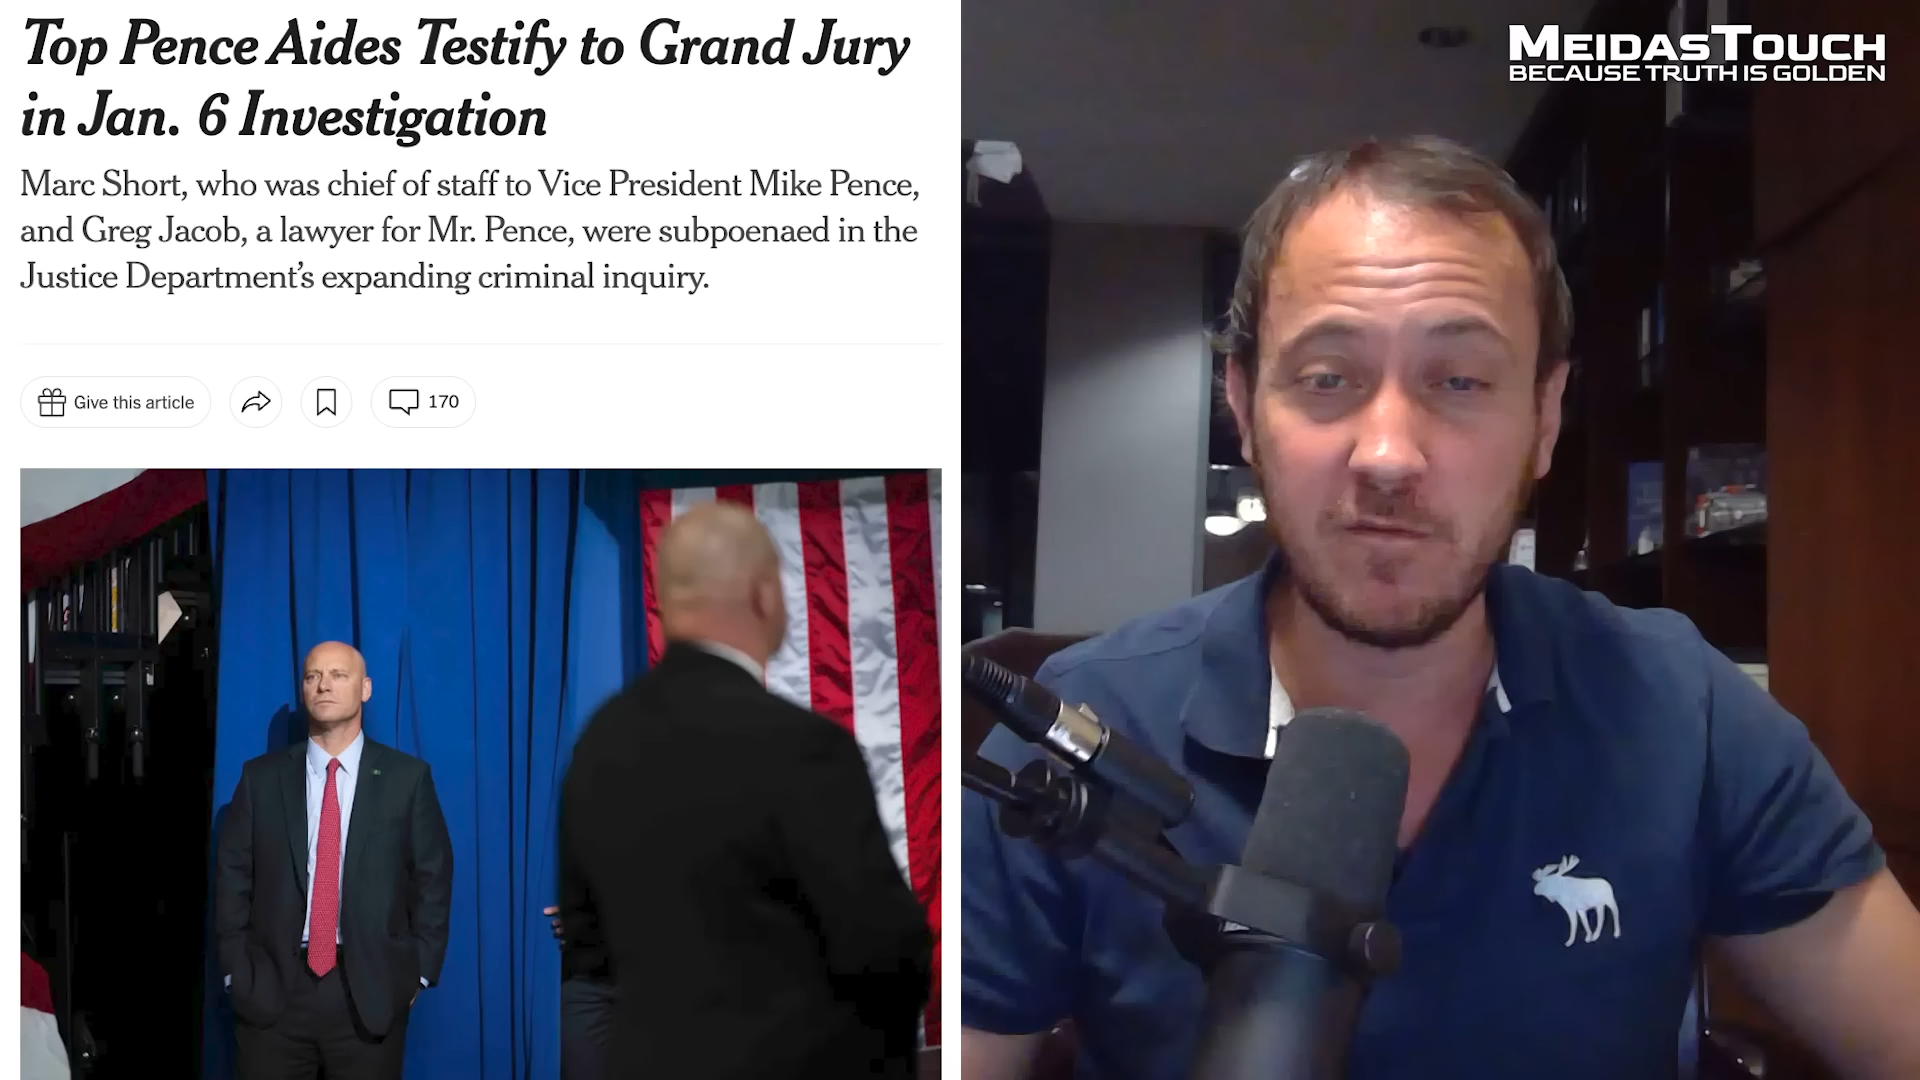 Top Pence Aides Testify to Grand Jury
in Jan. 6 Investigation
Marc Short, who was chief of staff to Vice President Mike Pence,
and Greg Jacob, a lawyer for Mr. Pence, were subpoenaed in the
Justice Department’s expanding criminal inquiry.
Give this article
170
MEIDASTOUCH
BECAUSE TRUTH IS GOLDEN